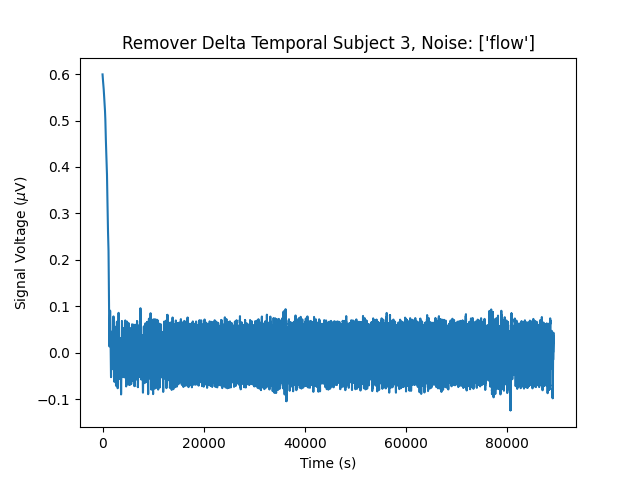 Remover Delta Temporal Subject 3, Noise: ['flow']
0.6
0.5
0.4
0.3
0.2
0.1
0.0
−0.1
Signal Voltage (μV)
0 20000 40000 60000 80000
Time (s)